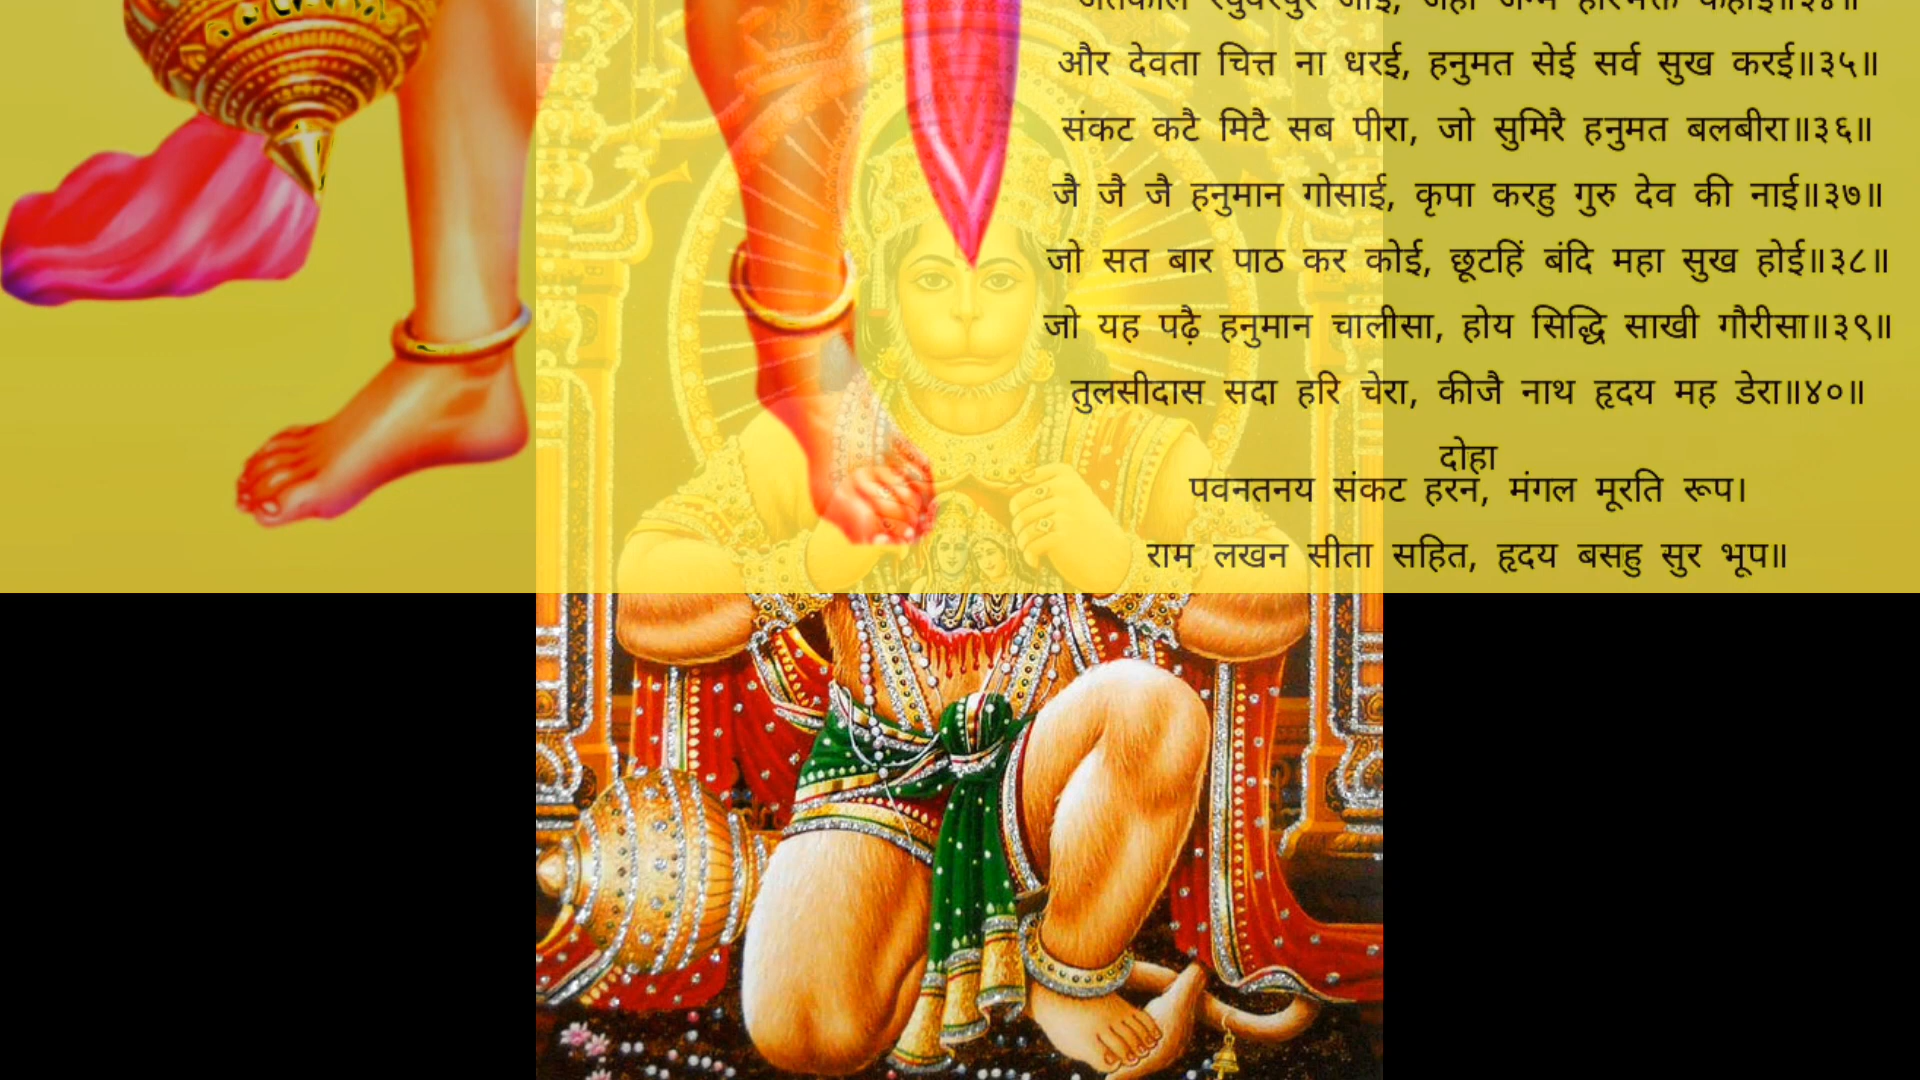 और देवता चित्त ना धरई, हनुमत सेई सर्व सुख करई॥३५॥
संकट कटै मिटै सब पीरा, जो सुमिरै हनुमत बलबीरा॥३६॥
जै जै जै हनुमान गोसाई, कृपा करहु गुरु देव की नाई॥३७॥
जो सत बार पाठ कर कोई, छूटहिं बंदि महा सुख होई॥३८॥
जो यह पढ़ै हनुमान चालीसा, होय सिद्धि साखी गौरीसा॥३९॥
तुलसीदास सदा हरि चेरा, कीजै नाथ हृदय मह डेरा॥४०॥
दोहा
पवनतनय संकट हरन, मंगल मूरति रूप।
राम लखन सीता सहित, हृदय बसहु सुर भूप॥